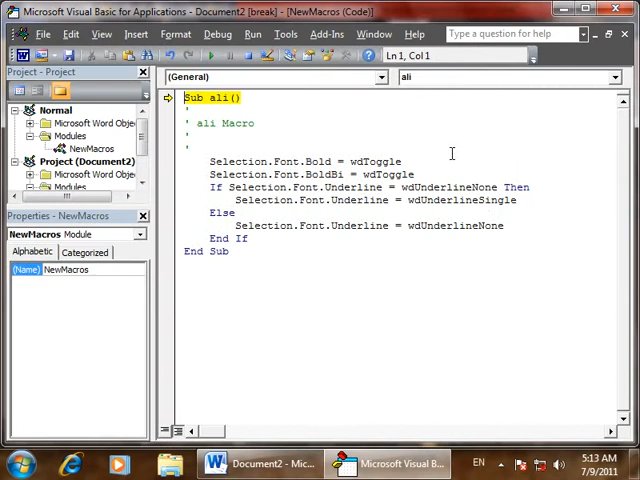 Microsoft Visual Basic for Applications - Document2 [break] - [NewMacros (Code)]
File Edit View Insert Format Debug Run Tools Add-Ins Window Help
Type a question for help
Ln 1, Col 1
Project - Project
Normal
Microsoft Word Obje
Modules
NewMacros
Project (Document2)
Microsoft Word Obje
Modules
Properties - NewMacros
NewMacros Module
Alphabetic Categorized
(Name) NewMacros
(General) ali
Sub ali()
'
' ali Macro
'
'
Selection.Font.Bold = wdToggle
Selection.Font.BoldBi = wdToggle
If Selection.Font.Underline = wdUnderlineNone Then
Selection.Font.Underline = wdUnderlineSingle
Else
Selection.Font.Underline = wdUnderlineNone
End If
End Sub
Document2 - Mic...
Microsoft Visual B...
EN
5:13 AM
7/9/2011